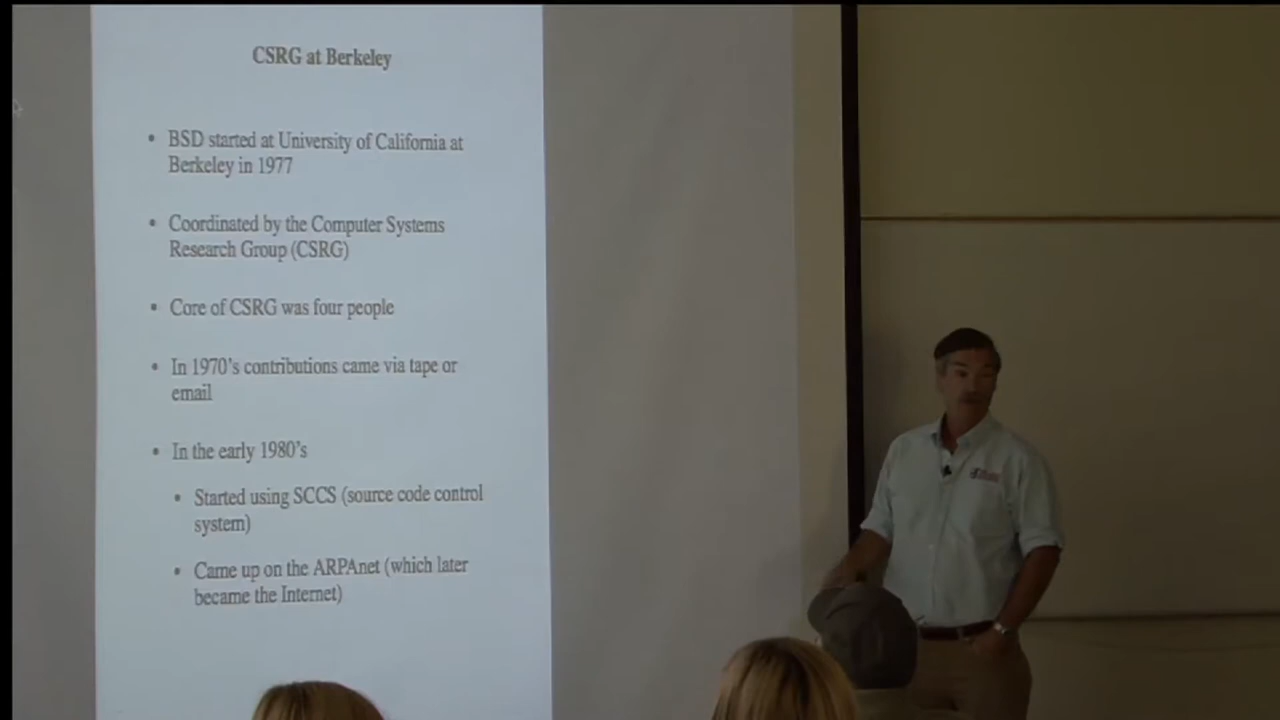 CSRG at Berkeley
• BSD started at University of California at
Berkeley in 1977
• Coordinated by the Computer Systems
Research Group (CSRG)
• Core of CSRG was four people
• In 1970's contributions came via tape or
email
• In the early 1980's
• Started using SCCS (source code control
system)
• Came up on the ARPAnet (which later
became the Internet)